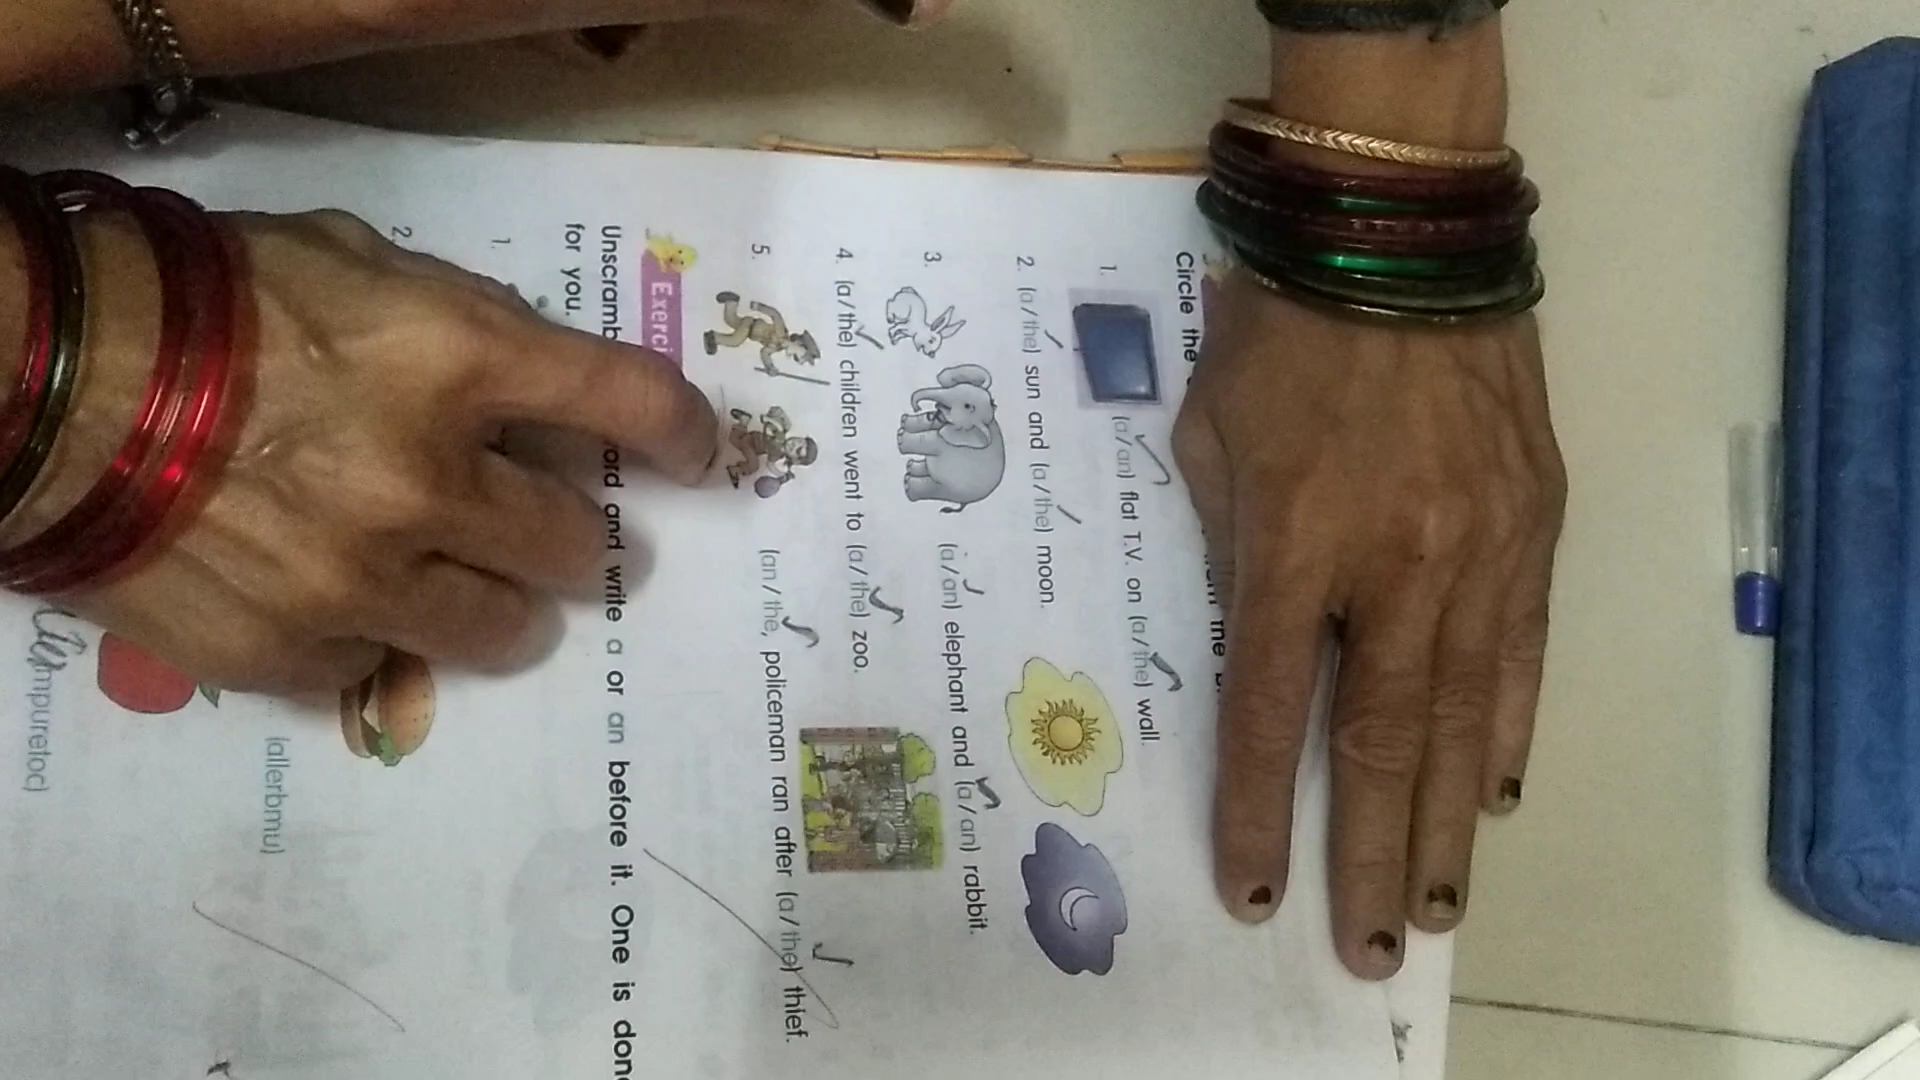 Circle the
1. (a/an) flat T.V. on (a/the) wall.
2. (a/the) sun and (a/the) moon.
3. (a/an) elephant and (a/an) rabbit.
4. (a/the) children went to (a/the) zoo.
5. (an/the) policeman ran after (a/the) thief.
Exerci
Unscramb ord and write a or an before it. One is done
for you.
1.
(allerbmu)
2.
mpuretoc)